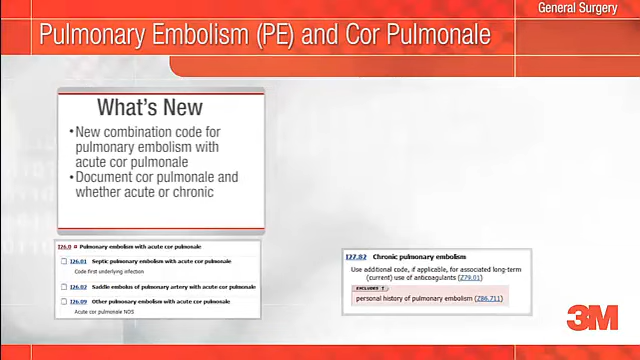 General Surgery
Pulmonary Embolism (PE) and Cor Pulmonale
What's New
•New combination code for
pulmonary embolism with
acute cor pulmonale
•Document cor pulmonale and
whether acute or chronic
I26.0 Pulmonary embolism with acute cor pulmonale
I26.01 Septic pulmonary embolism with acute cor pulmonale
Code first underlying infection
I26.02 Saddle embolus of pulmonary artery with acute cor pulmonale
I26.09 Other pulmonary embolism with acute cor pulmonale
Acute cor pulmonale NOS
I27.82 Chronic pulmonary embolism
Use additional code, if applicable, for associated long-term
(current) use of anticoagulants (Z79.01)
EXCLUDES 1
personal history of pulmonary embolism (Z86.711)
3M